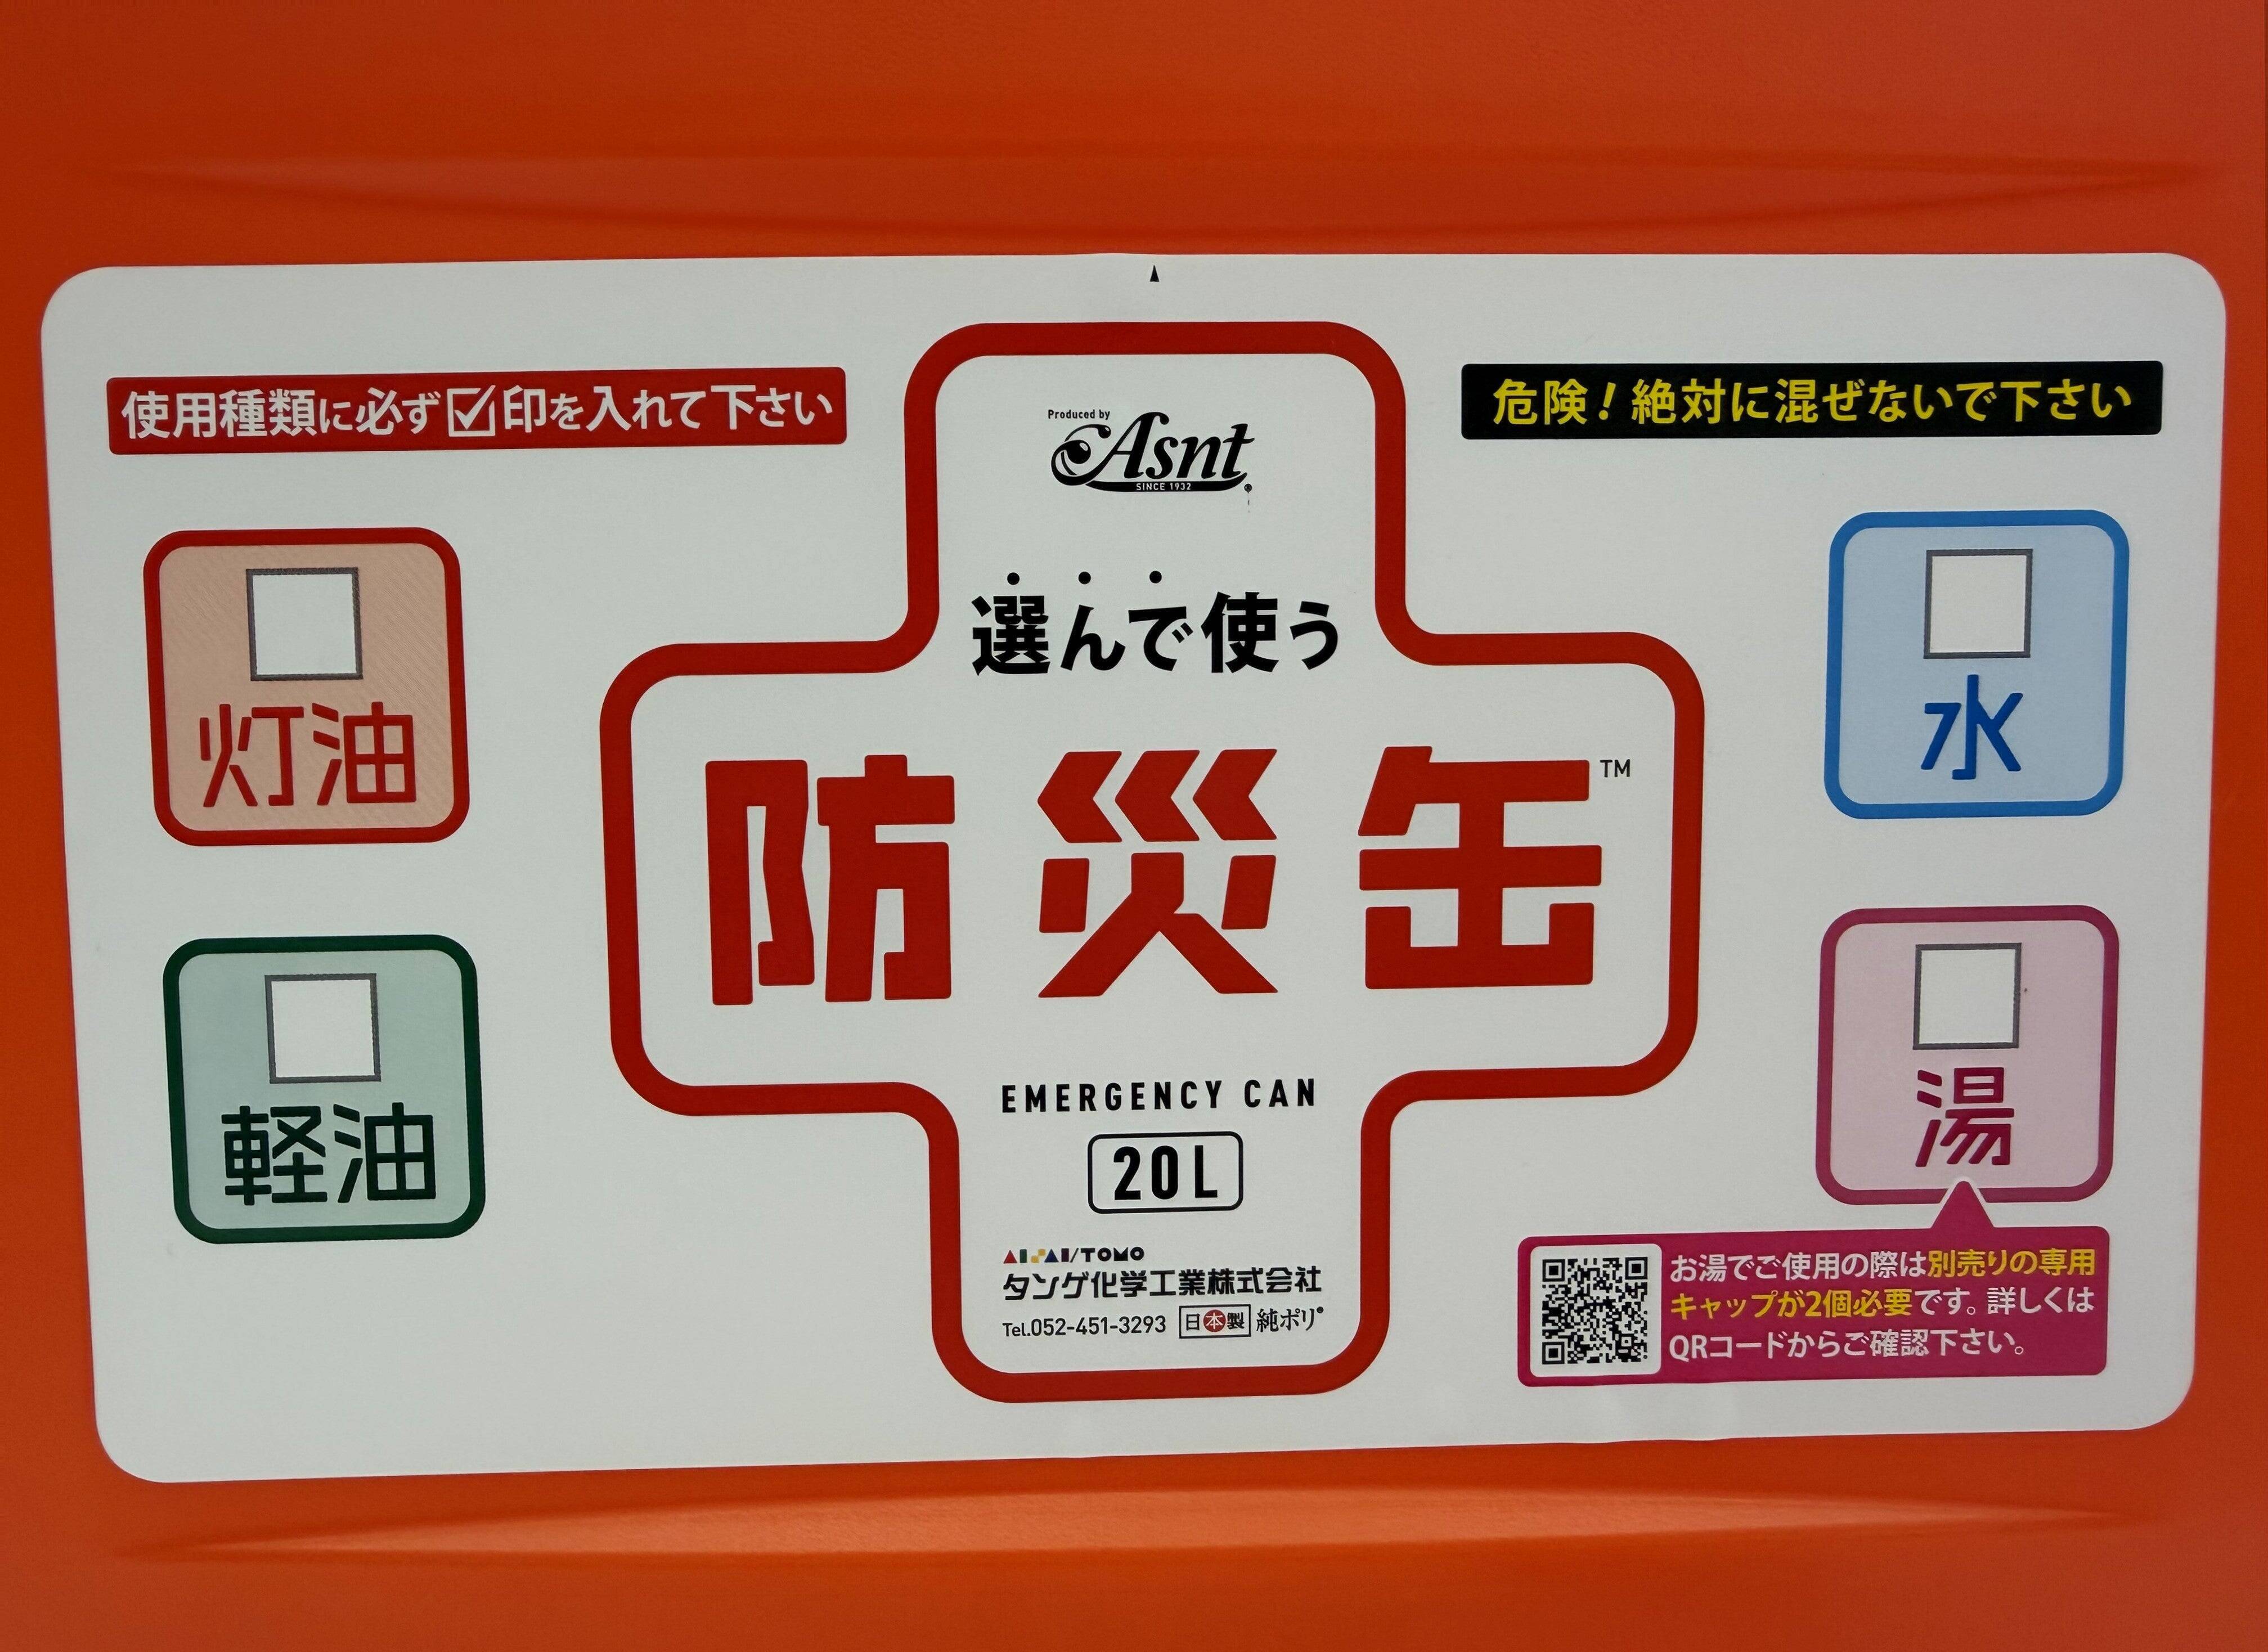 使用種類に必ず☑印を入れて下さい
危険！絶対に混ぜないで下さい
Produced by
Asnt
SINCE 1932
選んで使う
防災缶™
EMERGENCY CAN
20L
AISAI/TOMO
タンゲ化学工業株式会社
Tel.052-451-3293 日本製 純ポリ®
灯油
軽油
水
湯
お湯でご使用の際は別売りの専用
キャップが2個必要です。詳しくは
QRコードからご確認下さい。